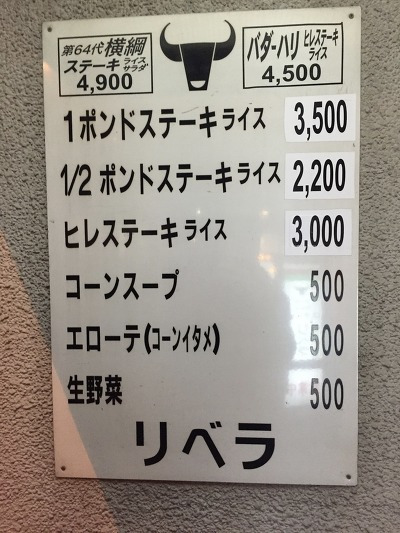 第64代横綱
ステーキ ライス サラダ
4,900
バダ-ハリ ヒレステーキ ライス
4,500
1ポンドステーキライス 3,500
1/2ポンドステーキライス 2,200
ヒレステーキライス 3,000
コーンスープ 500
エローテ(コーンイタメ) 500
生野菜 500
リベラ